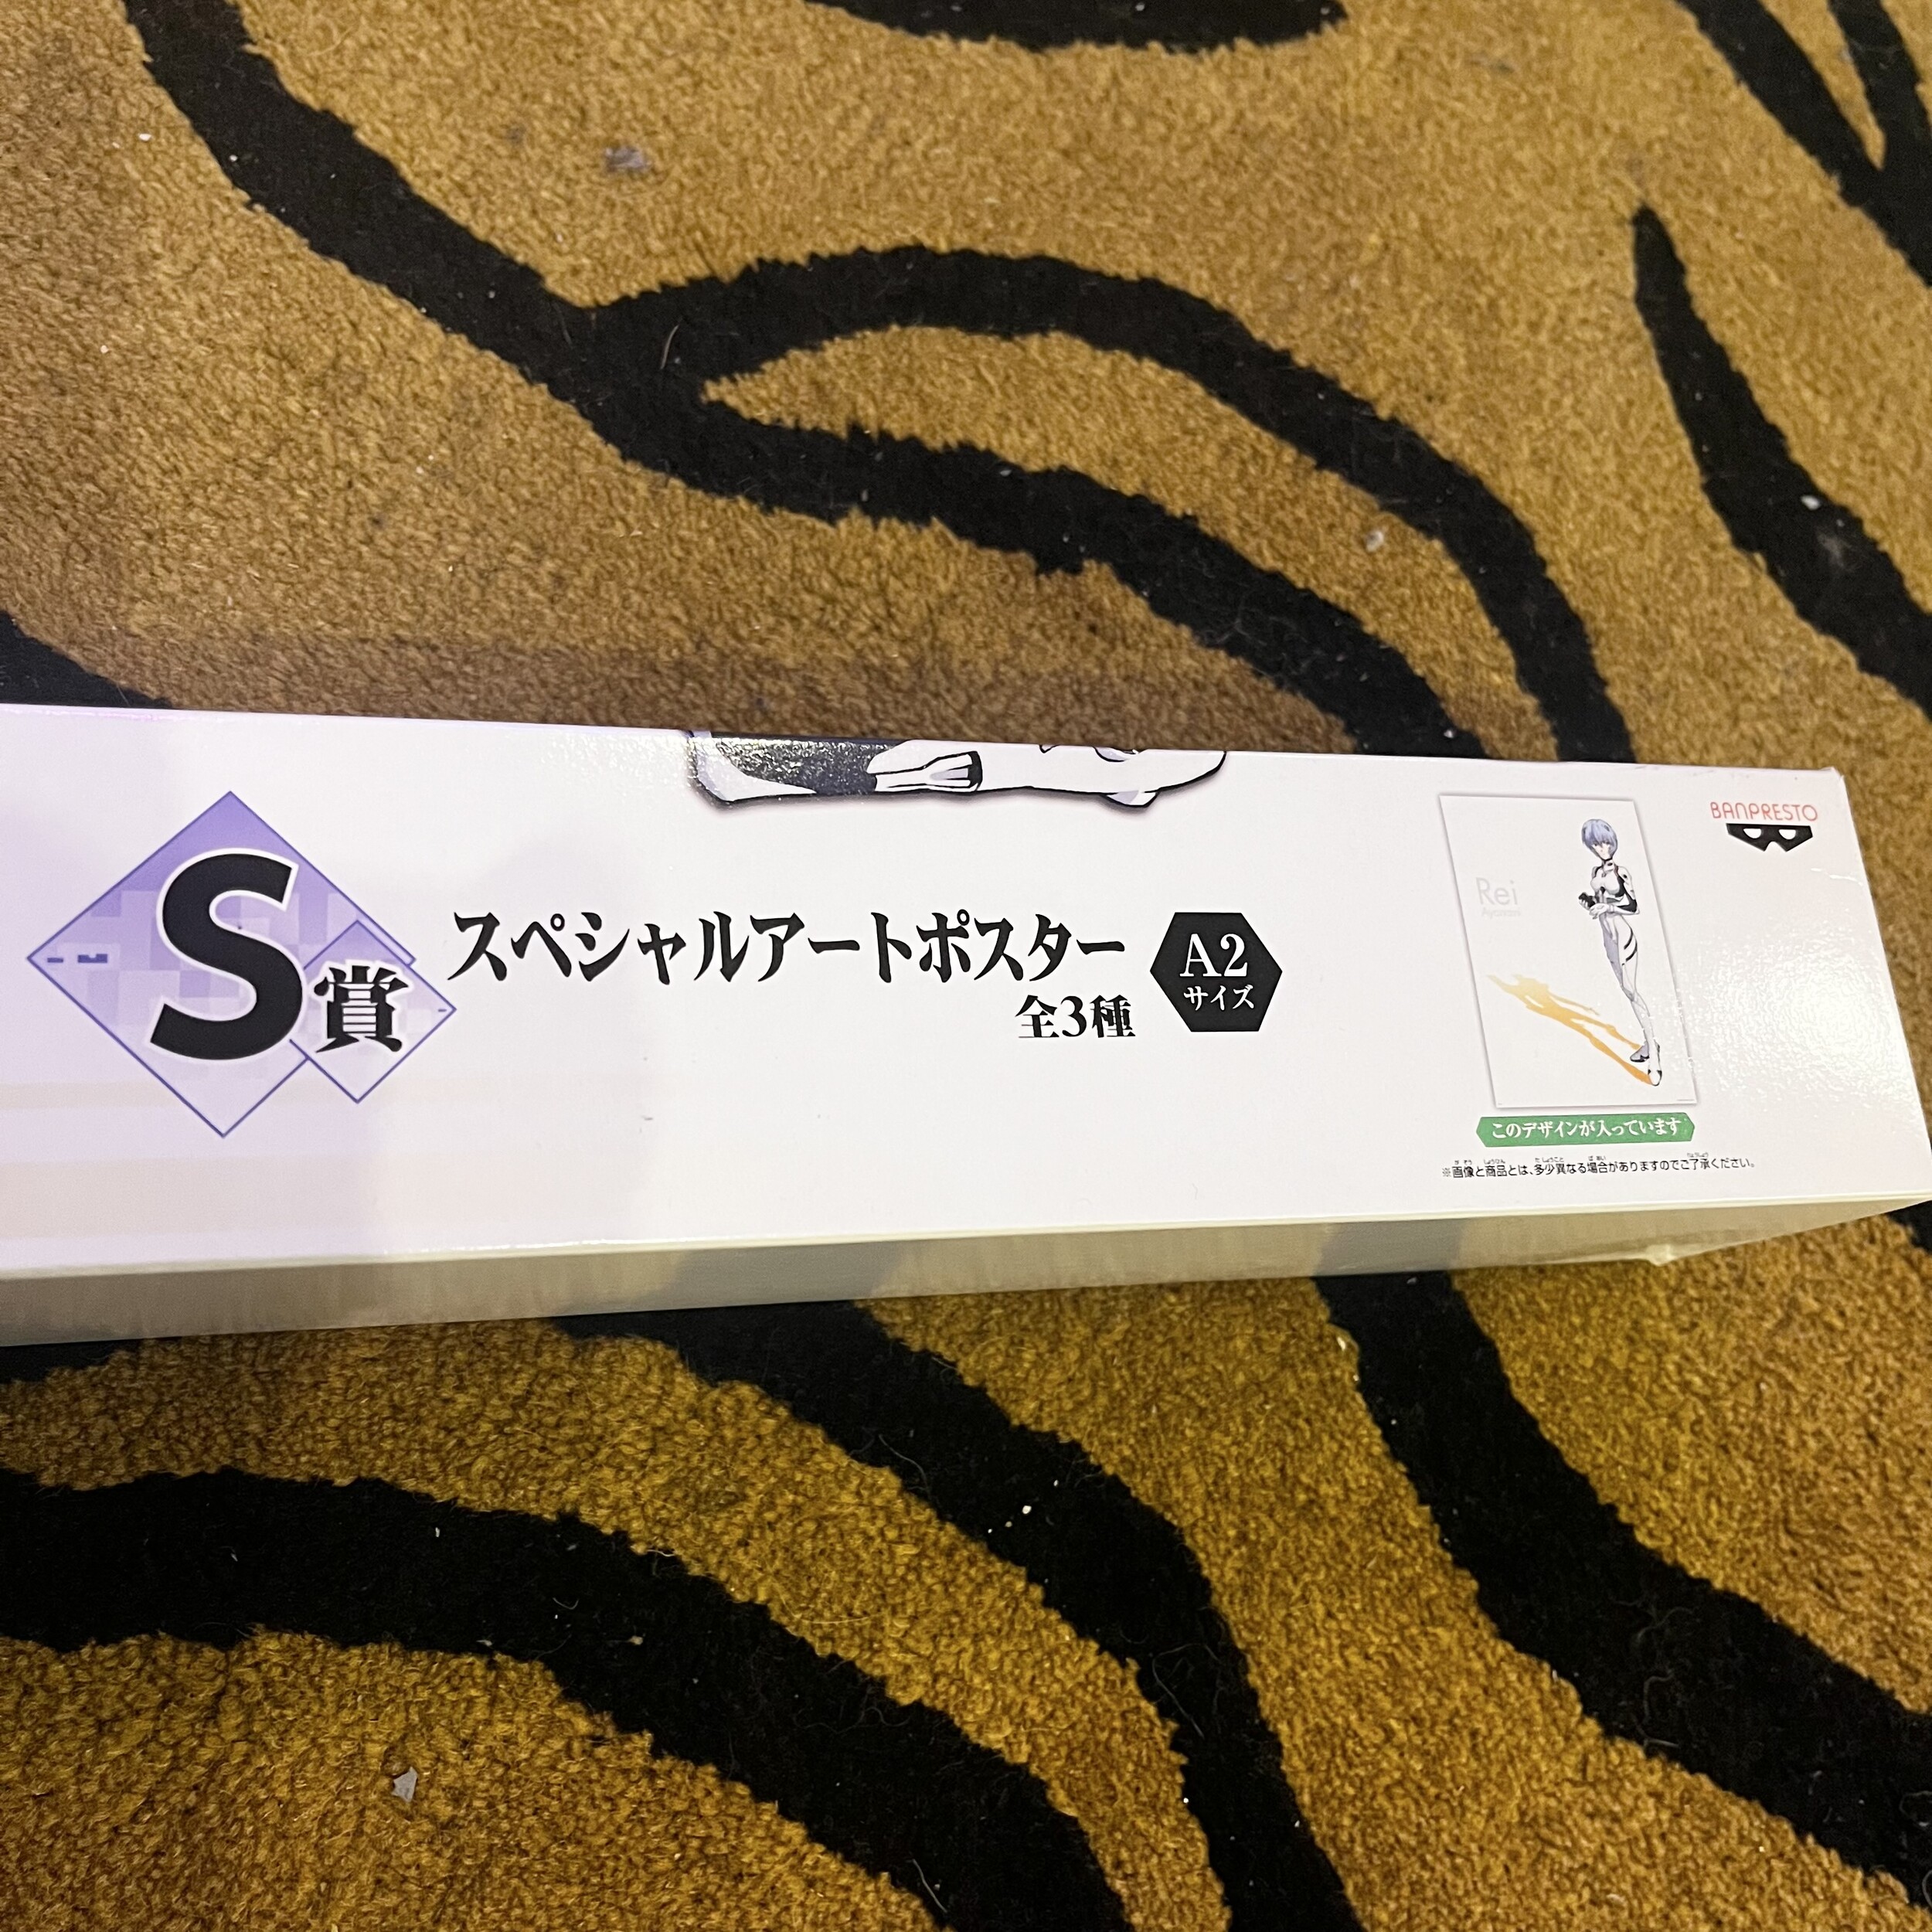 S賞
スペシャルアートポスター
全3種
A2
サイズ
Rei
Ayanami
BANPRESTO
このデザインが入っています
※画像と商品とは、多少異なる場合がありますのでご了承ください。